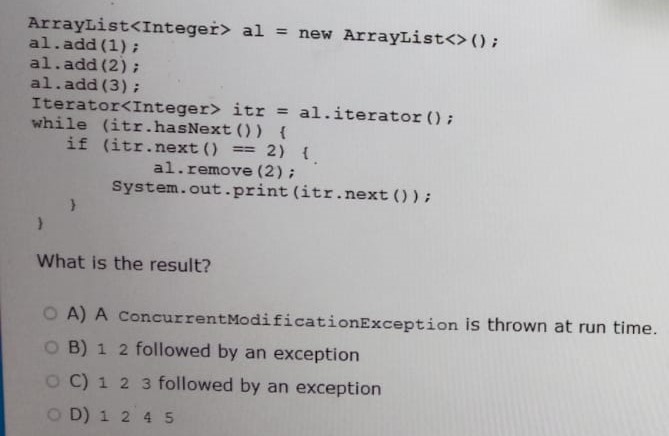 ArrayList<Integer> al = new ArrayList<>();
al.add(1);
al.add(2);
al.add(3);
Iterator<Integer> itr = al.iterator();
while (itr.hasNext()) {
if (itr.next() == 2) {
al.remove(2);
System.out.print(itr.next());
}
}
What is the result?
A) A ConcurrentModificationException is thrown at run time.
B) 1 2 followed by an exception
C) 1 2 3 followed by an exception
D) 1 2 4 5